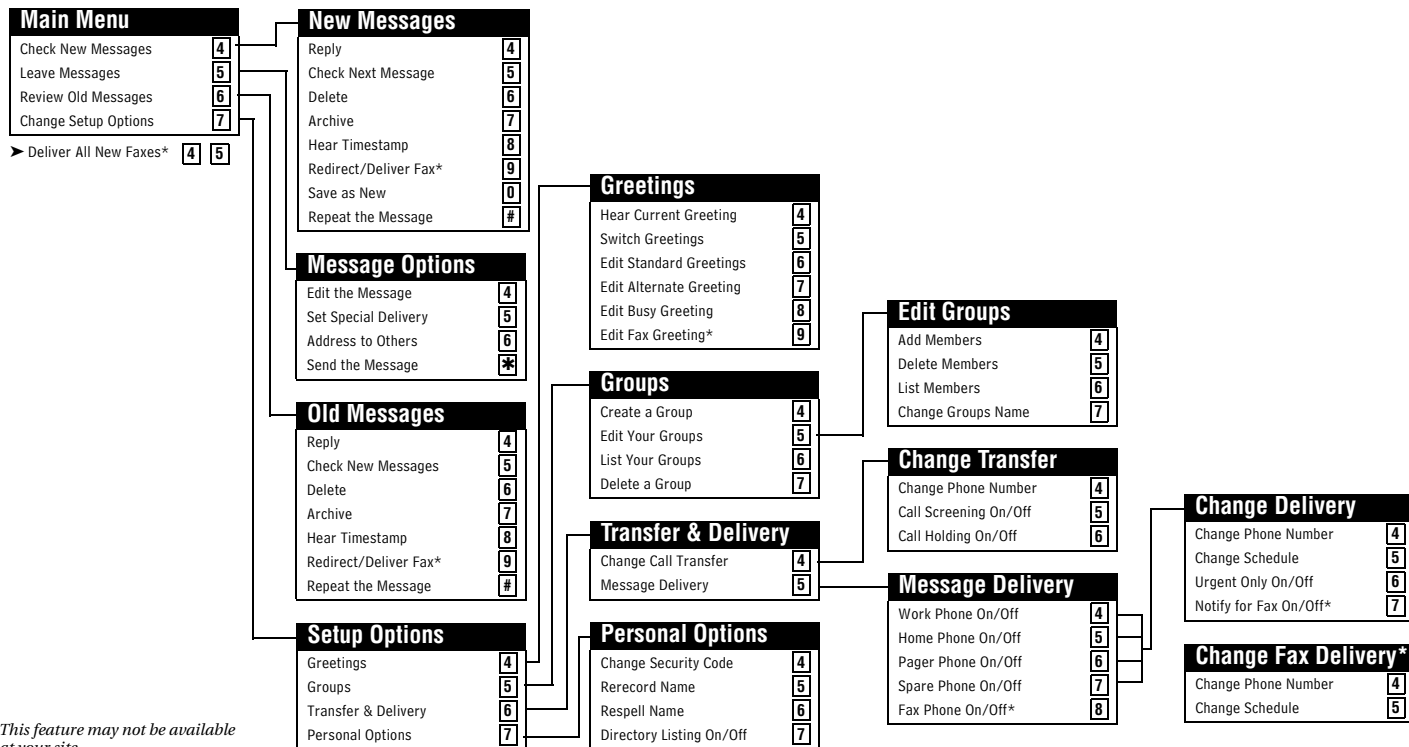 Main Menu
Check New Messages 4
Leave Messages 5
Review Old Messages 6
Change Setup Options 7
➤ Deliver All New Faxes* 4 5
New Messages
Reply 4
Check Next Message 5
Delete 6
Archive 7
Hear Timestamp 8
Redirect/Deliver Fax* 9
Save as New 0
Repeat the Message #
Message Options
Edit the Message 4
Set Special Delivery 5
Address to Others 6
Send the Message *
Old Messages
Reply 4
Check New Messages 5
Delete 6
Archive 7
Hear Timestamp 8
Redirect/Deliver Fax* 9
Repeat the Message #
Setup Options
Greetings 4
Groups 5
Transfer & Delivery 6
Personal Options 7
Greetings
Hear Current Greeting 4
Switch Greetings 5
Edit Standard Greetings 6
Edit Alternate Greeting 7
Edit Busy Greeting 8
Edit Fax Greeting* 9
Groups
Create a Group 4
Edit Your Groups 5
List Your Groups 6
Delete a Group 7
Transfer & Delivery
Change Call Transfer 4
Message Delivery 5
Personal Options
Change Security Code 4
Rerecord Name 5
Respell Name 6
Directory Listing On/Off 7
Edit Groups
Add Members 4
Delete Members 5
List Members 6
Change Groups Name 7
Change Transfer
Change Phone Number 4
Call Screening On/Off 5
Call Holding On/Off 6
Message Delivery
Work Phone On/Off 4
Home Phone On/Off 5
Pager Phone On/Off 6
Spare Phone On/Off 7
Fax Phone On/Off* 8
Change Delivery
Change Phone Number 4
Change Schedule 5
Urgent Only On/Off 6
Notify for Fax On/Off* 7
Change Fax Delivery*
Change Phone Number 4
Change Schedule 5
This feature may not be available
at your site